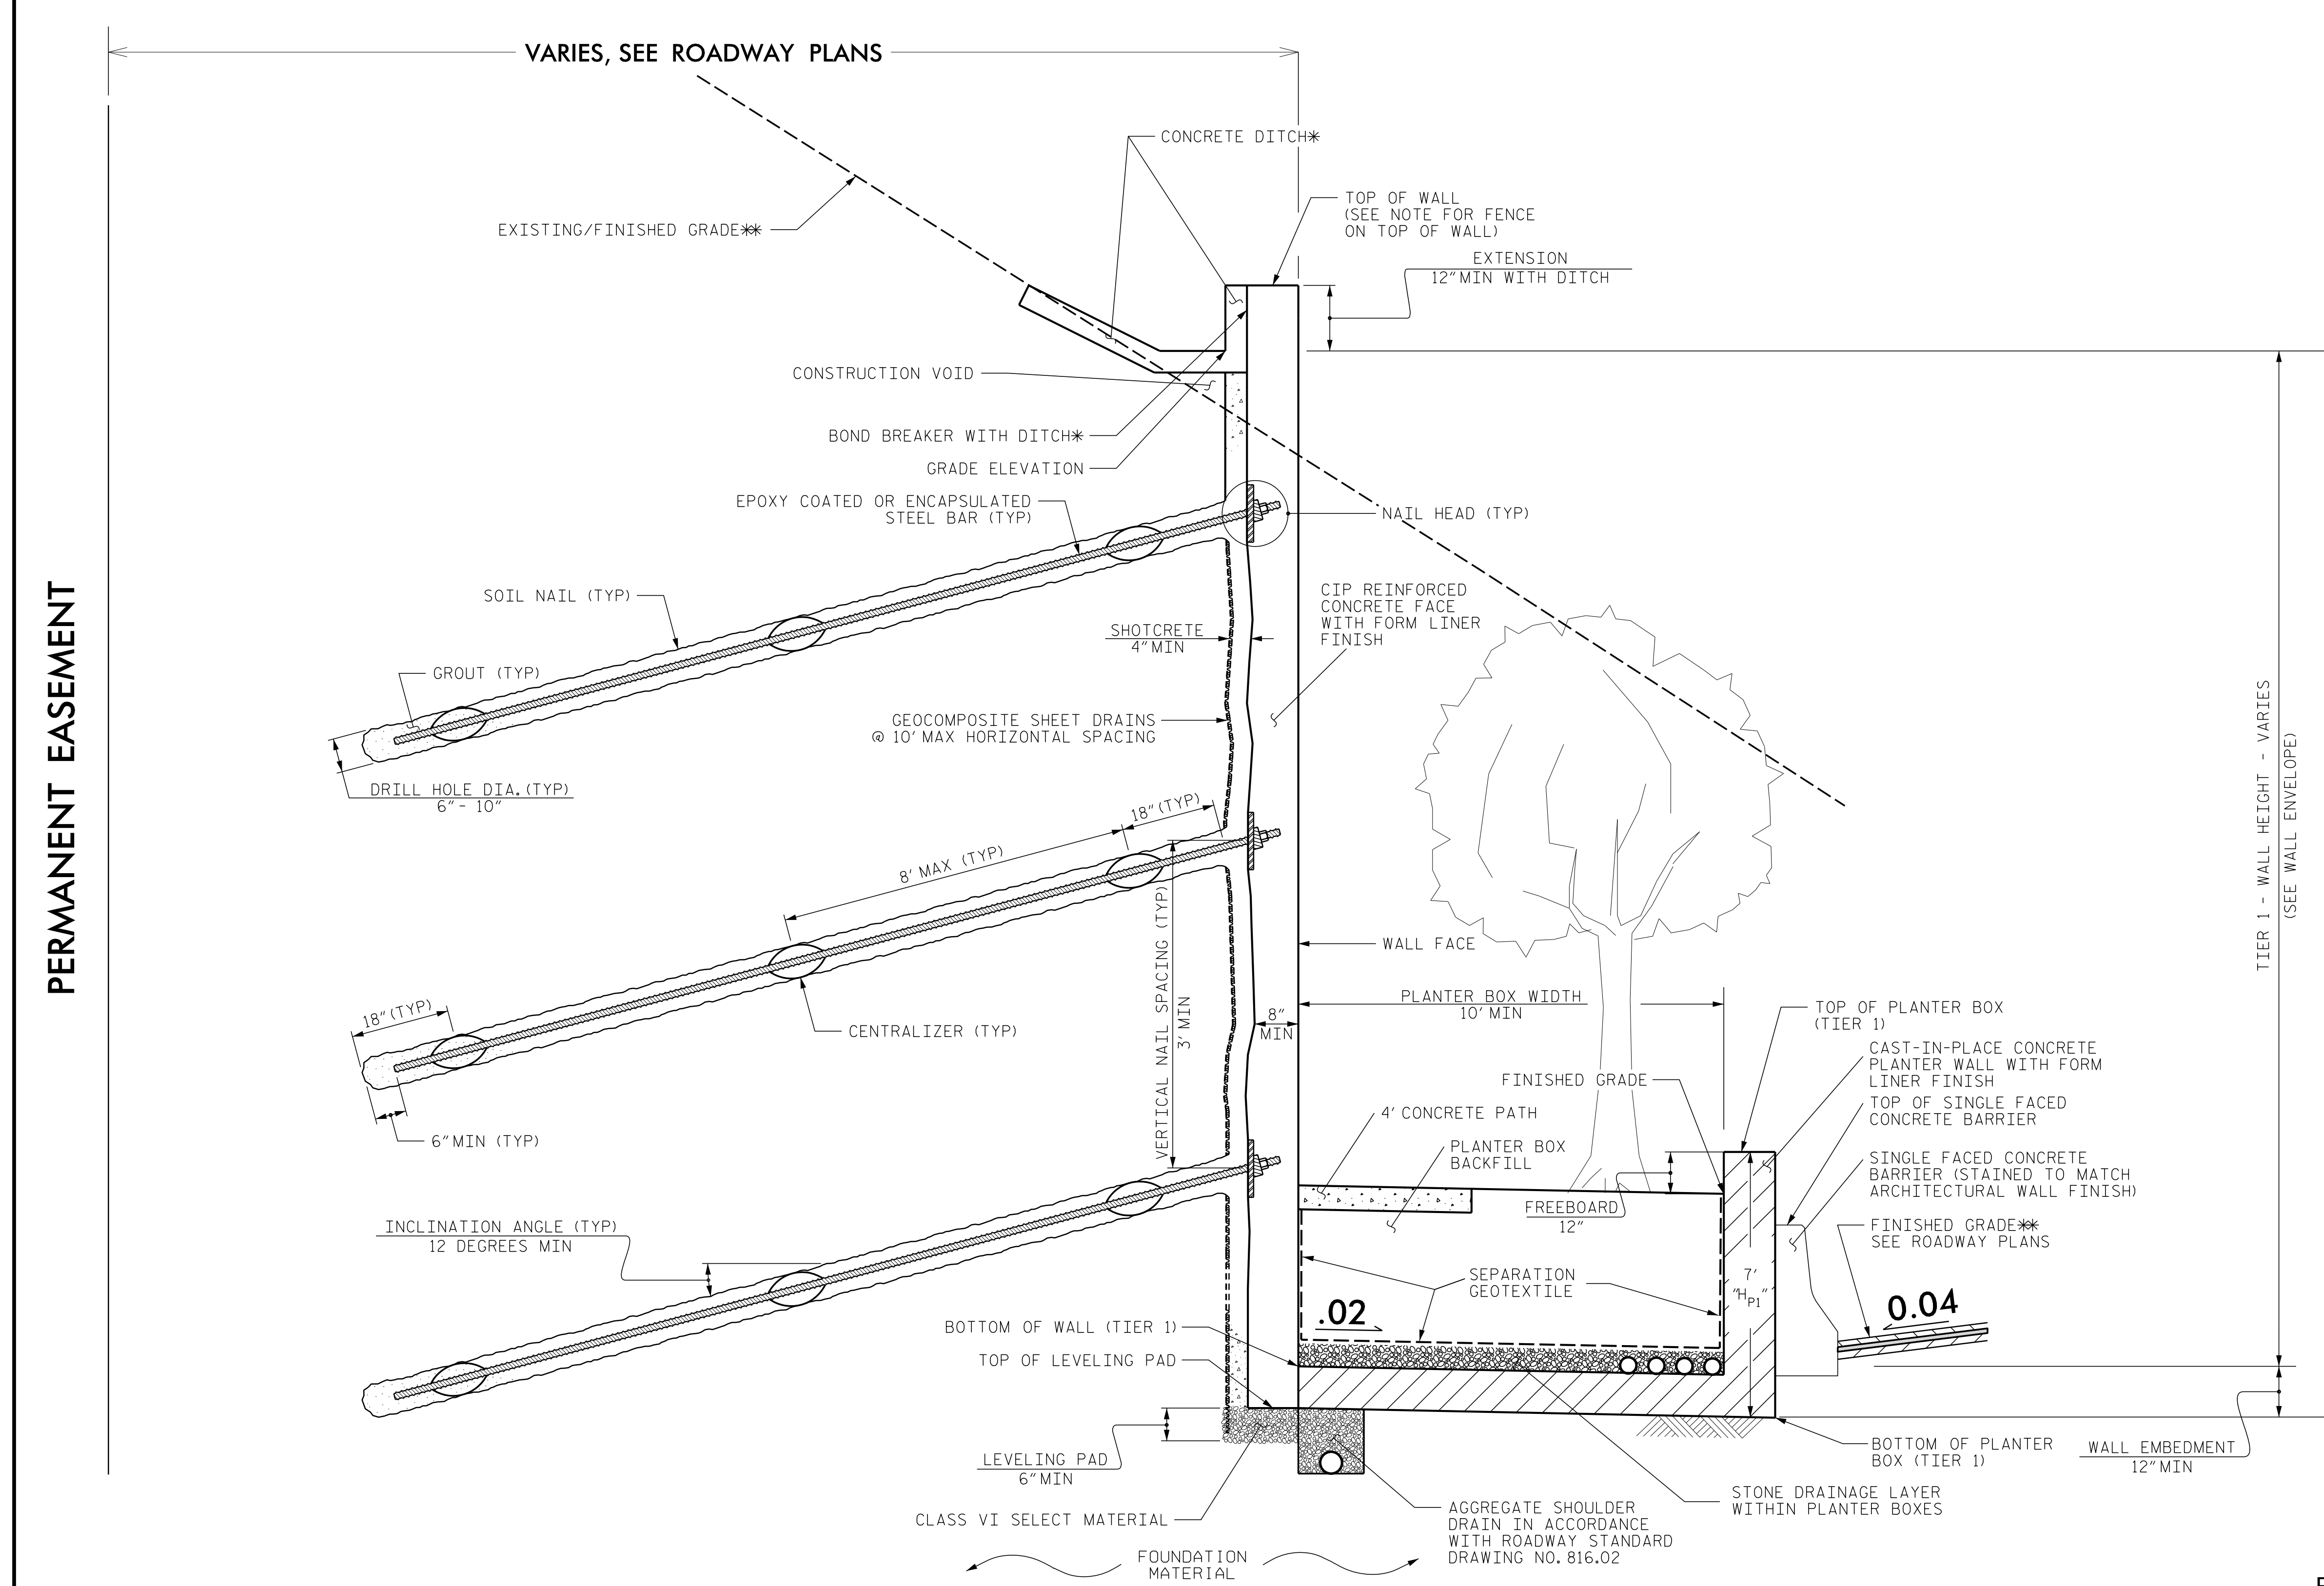 VARIES, SEE ROADWAY PLANS
CONCRETE DITCH*
TOP OF WALL
(SEE NOTE FOR FENCE
ON TOP OF WALL)
EXISTING/FINISHED GRADE**
EXTENSION
12" MIN WITH DITCH
CONSTRUCTION VOID
BOND BREAKER WITH DITCH*
GRADE ELEVATION
EPOXY COATED OR ENCAPSULATED
STEEL BAR (TYP)
NAIL HEAD (TYP)
SOIL NAIL (TYP)
CIP REINFORCED
CONCRETE FACE
WITH FORM LINER
FINISH
SHOTCRETE
4" MIN
GROUT (TYP)
GEOCOMPOSITE SHEET DRAINS
@ 10' MAX HORIZONTAL SPACING
DRILL HOLE DIA. (TYP)
6" - 10"
PERMANENT EASEMENT
18" (TYP)
8' MAX (TYP)
TIER 1 - WALL HEIGHT - VARIES
(SEE WALL ENVELOPE)
WALL FACE
VERTICAL NAIL SPACING (TYP)
3' MIN
PLANTER BOX WIDTH
10' MIN
8"
MIN
18" (TYP)
CENTRALIZER (TYP)
TOP OF PLANTER BOX
(TIER 1)
CAST-IN-PLACE CONCRETE
PLANTER WALL WITH FORM
LINER FINISH
FINISHED GRADE
TOP OF SINGLE FACED
CONCRETE BARRIER
4' CONCRETE PATH
6" MIN (TYP)
PLANTER BOX
BACKFILL
SINGLE FACED CONCRETE
BARRIER (STAINED TO MATCH
ARCHITECTURAL WALL FINISH)
FREEBOARD
12"
INCLINATION ANGLE (TYP)
12 DEGREES MIN
FINISHED GRADE**
SEE ROADWAY PLANS
SEPARATION
GEOTEXTILE
7'
"HP1"
.02
0.04
BOTTOM OF WALL (TIER 1)
TOP OF LEVELING PAD
LEVELING PAD
6" MIN
BOTTOM OF PLANTER
BOX (TIER 1)
WALL EMBEDMENT
12" MIN
STONE DRAINAGE LAYER
WITHIN PLANTER BOXES
CLASS VI SELECT MATERIAL
AGGREGATE SHOULDER
DRAIN IN ACCORDANCE
WITH ROADWAY STANDARD
DRAWING NO. 816.02
FOUNDATION
MATERIAL